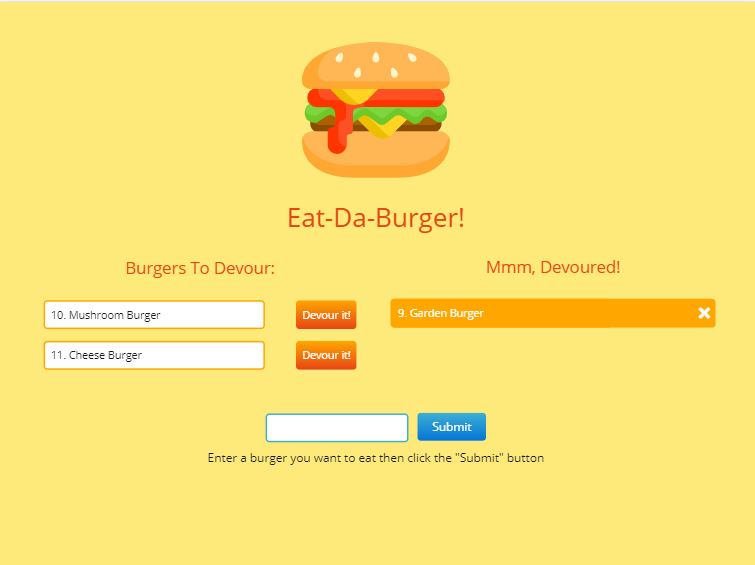 Eat-Da-Burger!
Burgers To Devour:
10. Mushroom Burger
Devour it!
11. Cheese Burger
Devour it!
Mmm, Devoured!
9. Garden Burger
Submit
Enter a burger you want to eat then click the "Submit" button